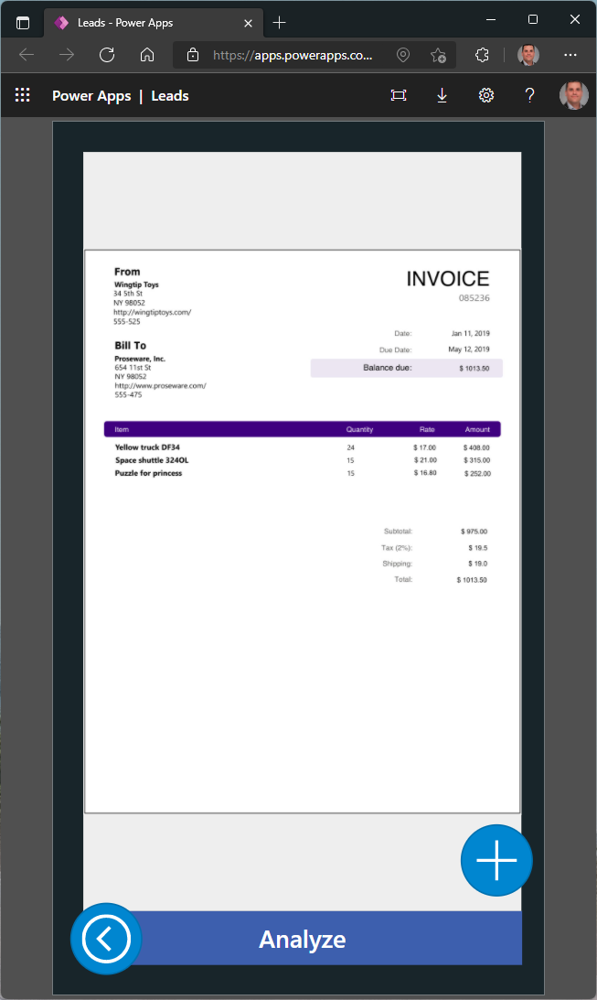 Leads - Power Apps
https://apps.powerapps.co...
Power Apps | Leads
From
Wingtip Toys
34 5th St
NY 98052
http://wingtiptoys.com/
555-525
INVOICE
085236
Date: Jan 11, 2019
Due Date: May 12, 2019
Balance due: $ 1013.50
Bill To
Proseware, Inc.
654 11st St
NY 98052
http://www.proseware.com/
555-475
Item Quantity Rate Amount
Yellow truck DF34 24 $ 17.00 $ 408.00
Space shuttle 324OL 15 $ 21.00 $ 315.00
Puzzle for princess 15 $ 16.80 $ 252.00
Subtotal: $ 975.00
Tax (2%): $ 19.5
Shipping: $ 19.0
Total: $ 1013.50
Analyze